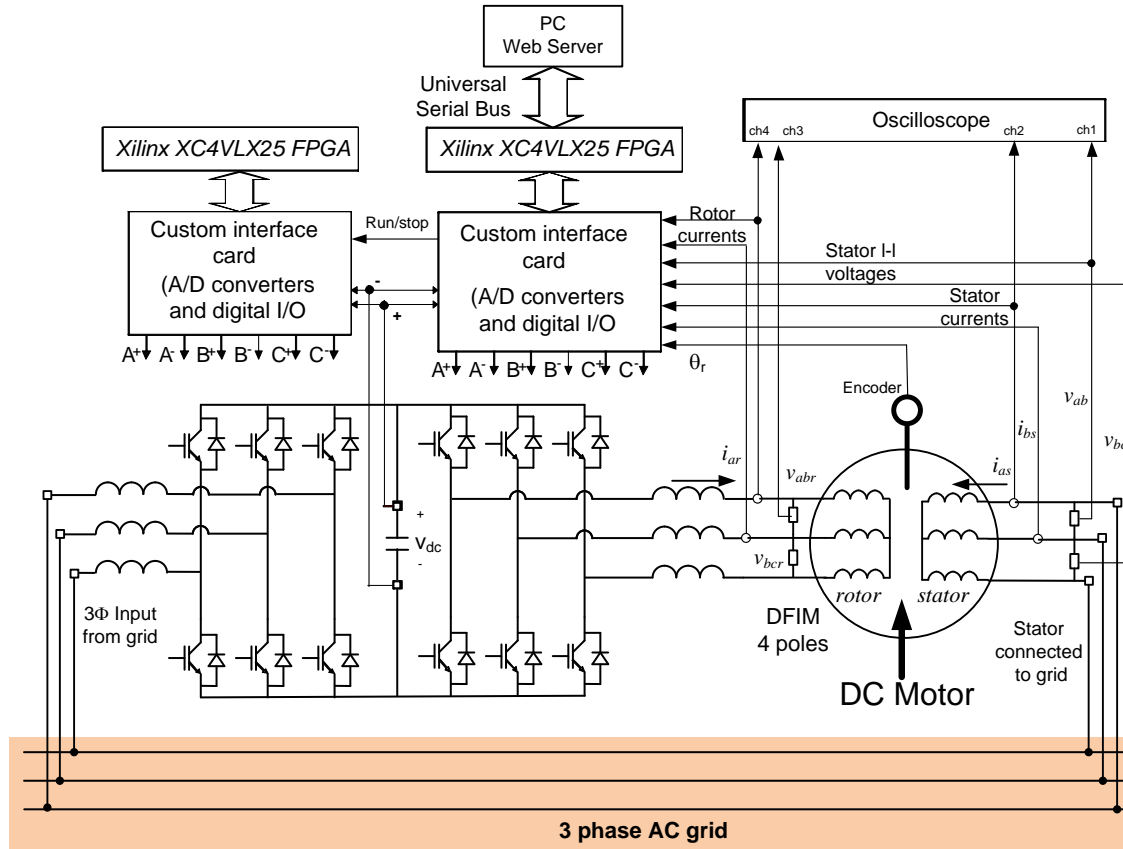 PC
Web Server
Universal
Serial Bus
Oscilloscope
ch4
ch3
ch2
ch1
Xilinx XC4VLX25 FPGA
Xilinx XC4VLX25 FPGA
Custom interface
card
(A/D converters
and digital I/O
Run/stop
-
+
Custom interface
card
(A/D converters
and digital I/O
Rotor
currents
Stator l-l
voltages
Stator
currents
θr
A+ A- B+ B- C+ C-
A+ A- B+ B- C+ C-
Encoder
vab
ibs
vbc
iar
vabr
ias
+
Vdc
-
vbcr
rotor
stator
3Φ Input
from grid
DFIM
4 poles
Stator
connected
to grid
DC Motor
3 phase AC grid